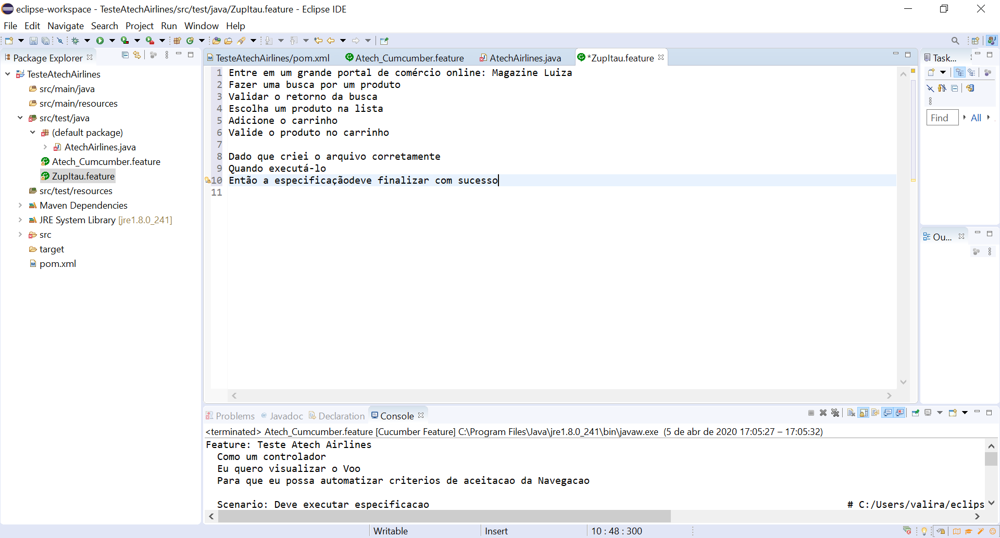 eclipse-workspace - TesteAtechAirlines/src/test/java/ZupItau.feature - Eclipse IDE
File Edit Navigate Search Project Run Window Help
Package Explorer
TesteAtechAirlines
src/main/java
src/main/resources
src/test/java
(default package)
AtechAirlines.java
Atech_Cumcumber.feature
ZupItau.feature
src/test/resources
Maven Dependencies
JRE System Library [jre1.8.0_241]
src
target
pom.xml
TesteAtechAirlines/pom.xml Atech_Cumcumber.feature AtechAirlines.java *ZupItau.feature
1 Entre em um grande portal de comércio online: Magazine Luiza
2 Fazer uma busca por um produto
3 Validar o retorno da busca
4 Escolha um produto na lista
5 Adicione o carrinho
6 Valide o produto no carrinho
7
8 Dado que criei o arquivo corretamente
9 Quando executá-lo
10 Então a especificaçãodeve finalizar com sucesso
11
Task...
Find All
Ou...
Problems Javadoc Declaration Console
<terminated> Atech_Cumcumber.feature [Cucumber Feature] C:\Program Files\Java\jre1.8.0_241\bin\javaw.exe (5 de abr de 2020 17:05:27 – 17:05:32)
Feature: Teste Atech Airlines
Como um controlador
Eu quero visualizar o Voo
Para que eu possa automatizar criterios de aceitacao da Navegacao
Scenario: Deve executar especificacao # C:/Users/valira/eclips
Writable Insert 10 : 48 : 300